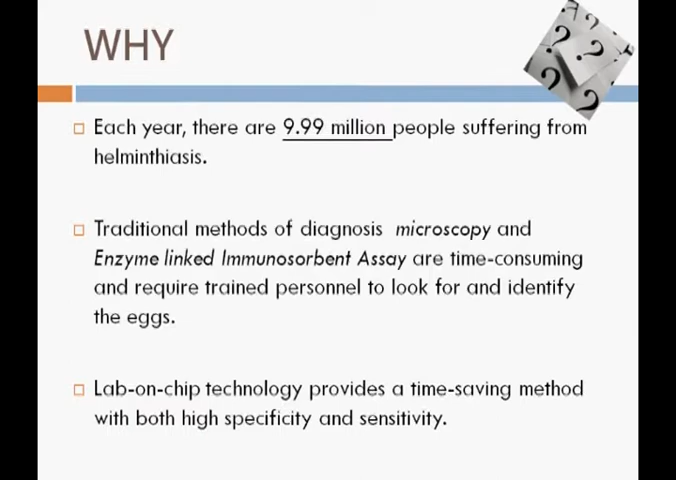 WHY
Each year, there are 9.99 million people suffering from
helminthiasis.
Traditional methods of diagnosis microscopy and
Enzyme linked Immunosorbent Assay are time-consuming
and require trained personnel to look for and identify
the eggs.
Lab-on-chip technology provides a time-saving method
with both high specificity and sensitivity.